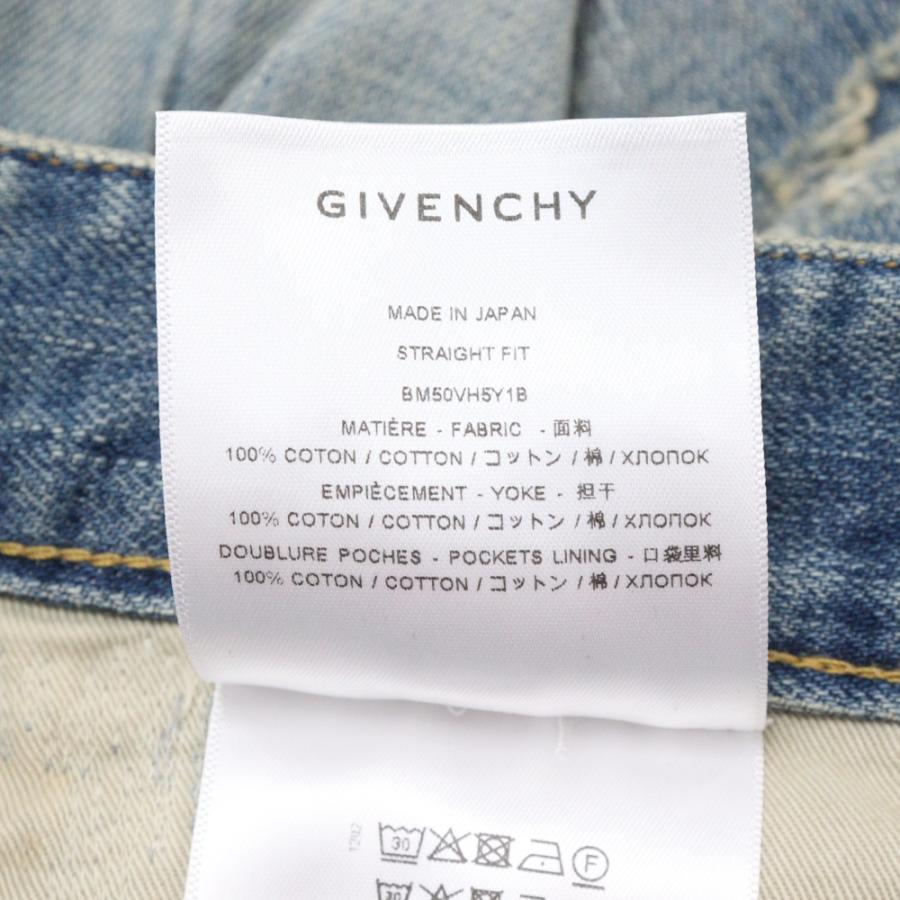 GIVENCHY
MADE IN JAPAN
STRAIGHT FIT
BM50VH5Y1B
MATIÈRE - FABRIC - 面料
100% COTON / COTTON / コットン / 棉 / ХЛОПОК
EMPIÈCEMENT - YOKE - 担干
100% COTON / COTTON / コットン / 棉 / ХЛОПОК
DOUBLURE POCHES - POCKETS LINING - 口袋里料
100% COTON / COTTON / コットン / 棉 / ХЛОПОК
1202
30 F
30